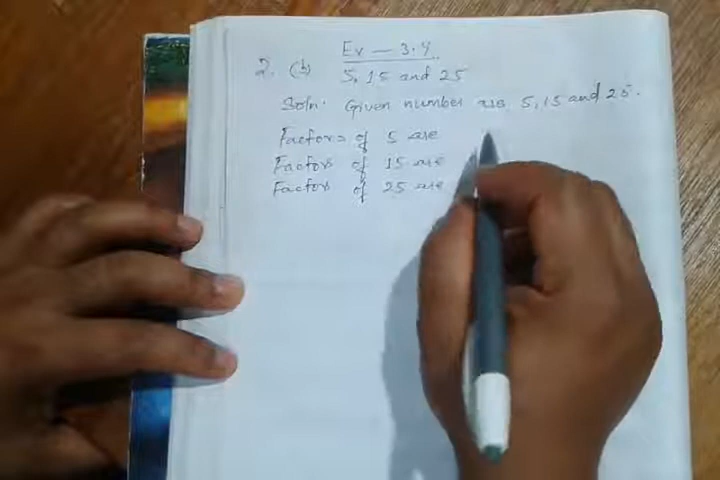 Ex — 3.4
2. (b) 5, 15 and 25
Soln. Given number are 5, 15 and 25.
Factors of 5 are
Factors of 15 are
Factors of 25 are